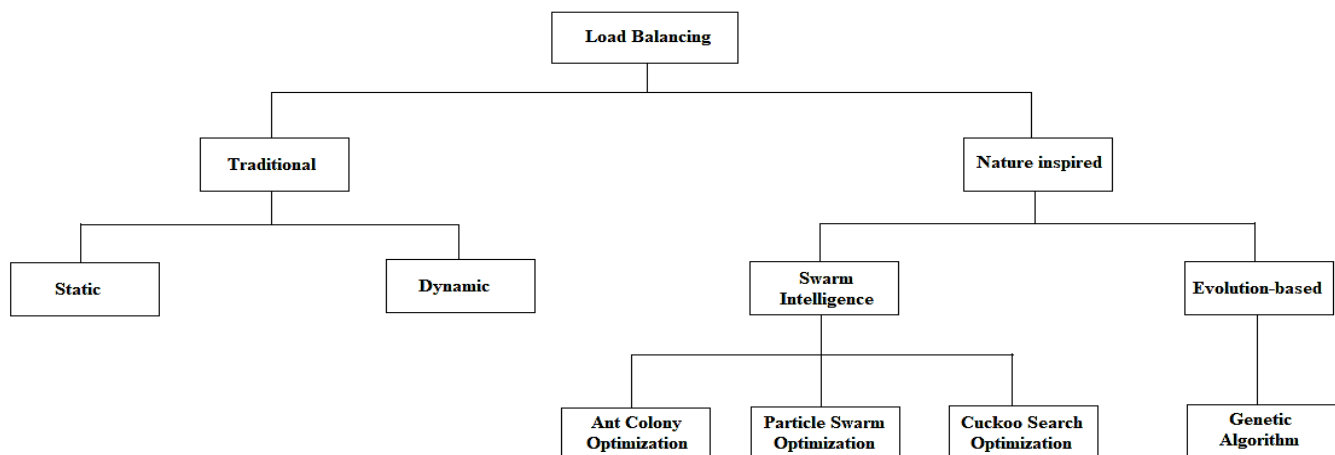 Load Balancing
Traditional
Nature inspired
Static
Dynamic
Swarm
Intelligence
Evolution-based
Ant Colony
Optimization
Particle Swarm
Optimization
Cuckoo Search
Optimization
Genetic
Algorithm